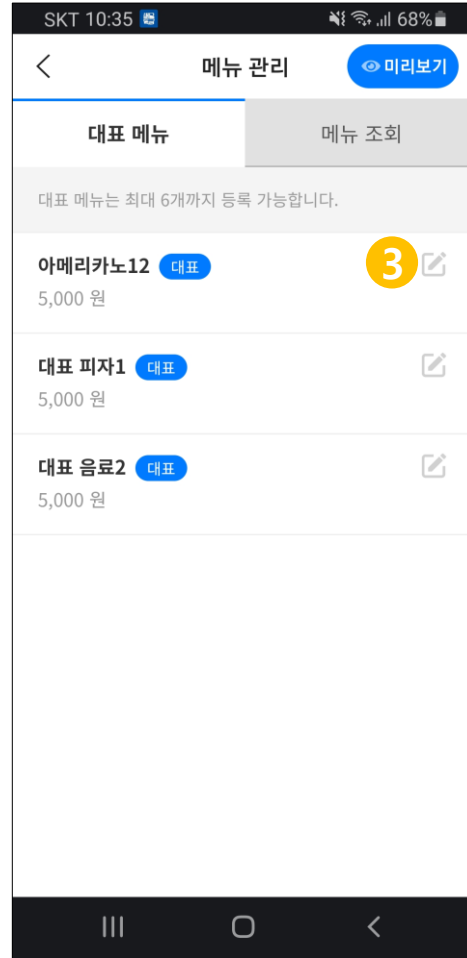 SKT 10:35 68%
메뉴 관리 미리보기
대표 메뉴 메뉴 조회
대표 메뉴는 최대 6개까지 등록 가능합니다.
아메리카노12 대표 3
5,000 원
대표 피자1 대표
5,000 원
대표 음료2 대표
5,000 원